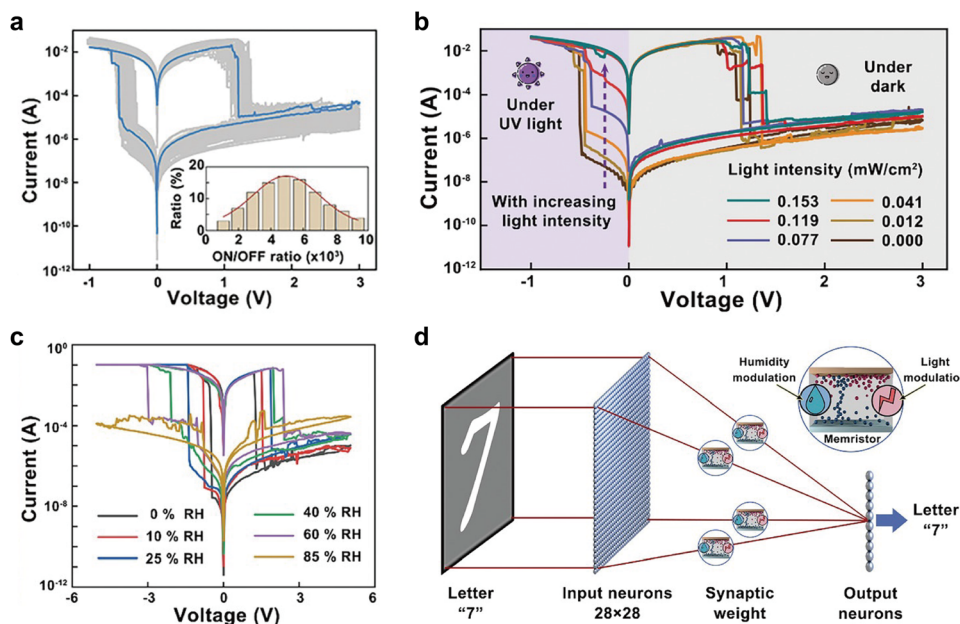 a
10⁻²
10⁻⁴
10⁻⁶
10⁻⁸
10⁻¹⁰
10⁻¹²
Current (A)
-1
0
1
2
3
Voltage (V)
20
10
0
Ratio (%)
0
2
4
6
8
10
ON/OFF ratio (x10³)
b
10⁻²
10⁻⁴
10⁻⁶
10⁻⁸
10⁻¹⁰
10⁻¹²
Current (A)
Under
UV light
With increasing
light intensity
Under
dark
Light intensity (mW/cm²)
0.153
0.041
0.119
0.012
0.077
0.000
-1
0
1
2
3
Voltage (V)
c
10⁰
10⁻⁴
10⁻⁸
10⁻¹²
Current (A)
0 % RH
40 % RH
10 % RH
60 % RH
25 % RH
85 % RH
-6
-3
0
3
6
Voltage (V)
d
Humidity
modulation
Light
modulatio
Memristor
Letter
"7"
7
Letter
"7"
Input neurons
28×28
Synaptic
weight
Output
neurons